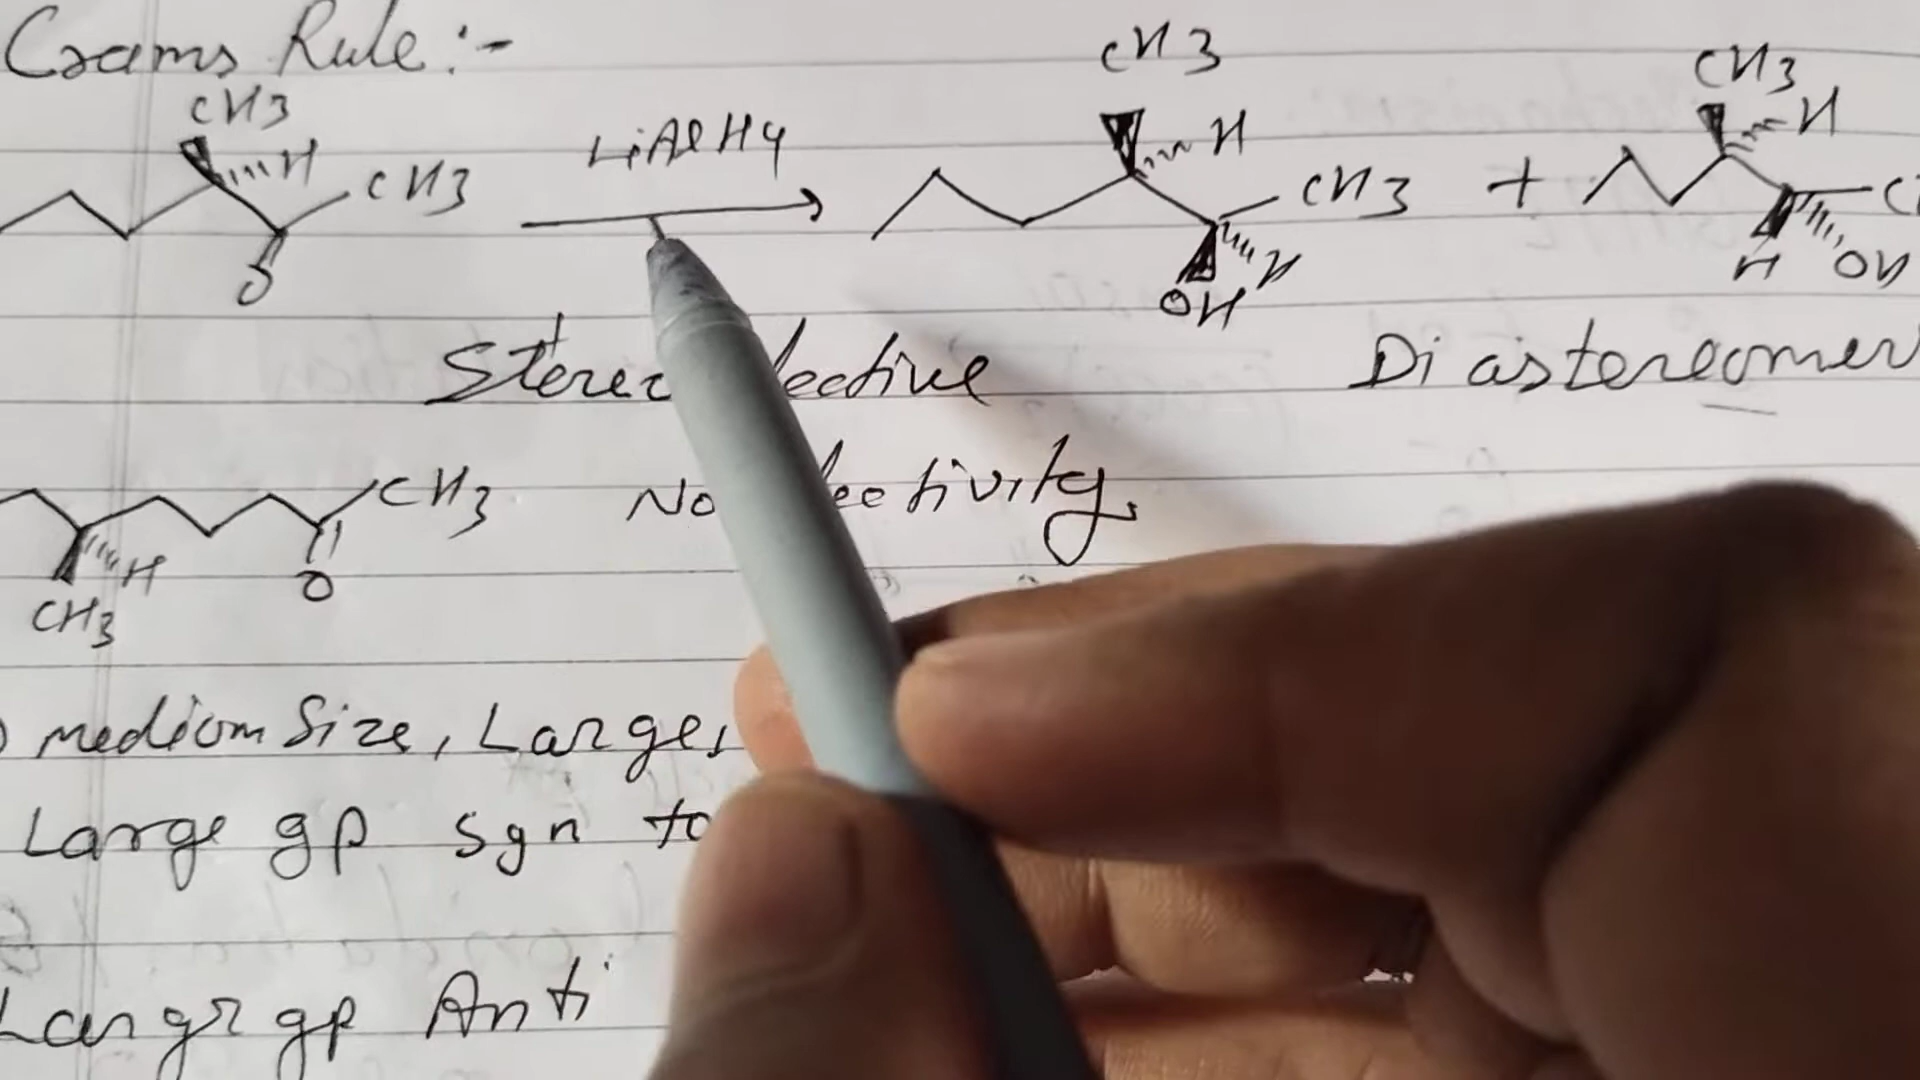 Crams Rule:-
CH3 H CH3 O
LiAlH4
CH3 H CH3 H OH
+
CH3 H H OH
Diastereomer
CH3 H CH3 O
medium Size, Large,
Large gp syn to
Large gp Anti